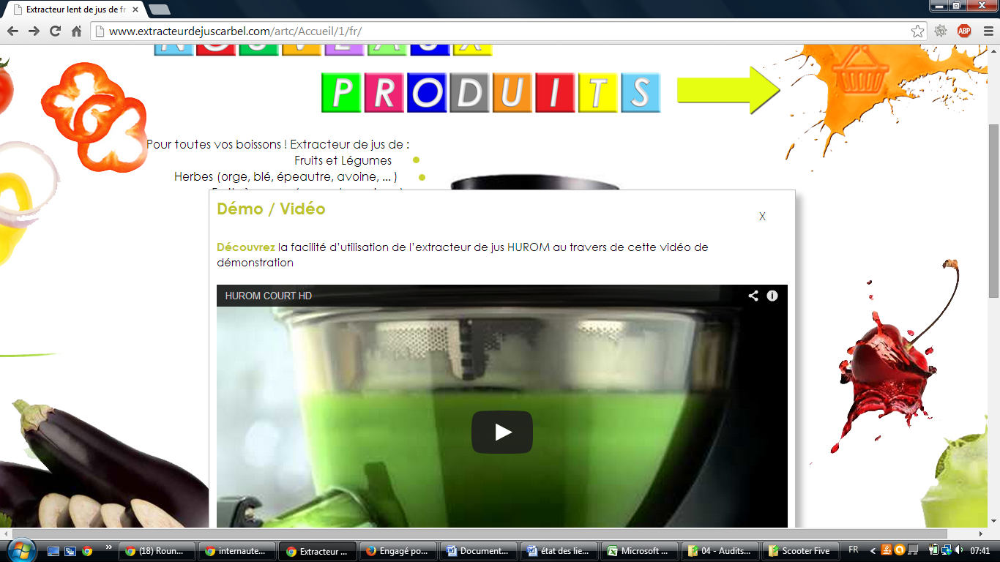 Extracteur lent de jus de fr
www.extracteurdejuscarbel.com/artc/Accueil/1/fr/
ABP
NOUVEAUX
PRODUITS
Pour toutes vos boissons ! Extracteur de jus de :
Fruits et Légumes
Herbes (orge, blé, épeautre, avoine, ... )
Démo / Vidéo
X
Découvrez la facilité d'utilisation de l'extracteur de jus HUROM au travers de cette vidéo de
démonstration
HUROM COURT HD
(18) Roun... internaute... Extracteur ... Engagé po... Document... état des lie... Microsoft ... 04 - Audits... Scooter Five FR 07:41